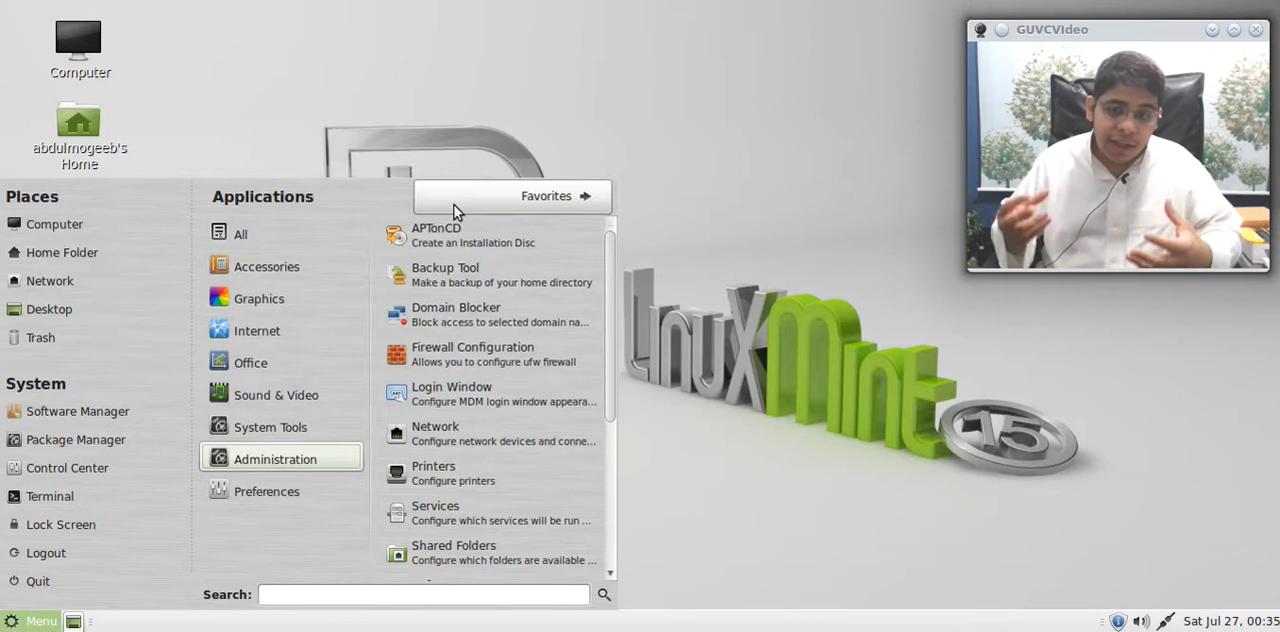 Computer
abdulmogeeb's
Home
GUVCVIdeo
Places
Computer
Home Folder
Network
Desktop
Trash
System
Software Manager
Package Manager
Control Center
Terminal
Lock Screen
Logout
Quit
Applications
All
Accessories
Graphics
Internet
Office
Sound & Video
System Tools
Administration
Preferences
Favorites
APTonCD
Create an Installation Disc
Backup Tool
Make a backup of your home directory
Domain Blocker
Block access to selected domain na...
Firewall Configuration
Allows you to configure ufw firewall
Login Window
Configure MDM login window appeara...
Network
Configure network devices and conne...
Printers
Configure printers
Services
Configure which services will be run ...
Shared Folders
Configure which folders are available ...
Search:
LinuxMint 15
Menu
Sat Jul 27, 00:35